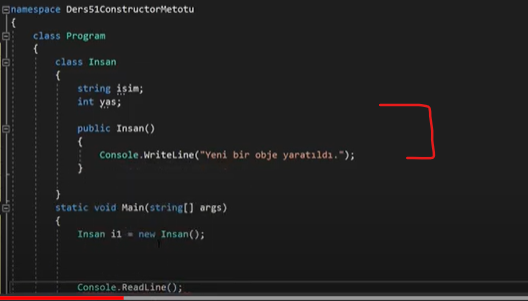 namespace Ders51ConstructorMetotu
{
class Program
{
class Insan
{
string isim;
int yas;
public Insan()
{
Console.WriteLine("Yeni bir obje yaratıldı.");
}
}
static void Main(string[] args)
{
Insan i1 = new Insan();
Console.ReadLine();